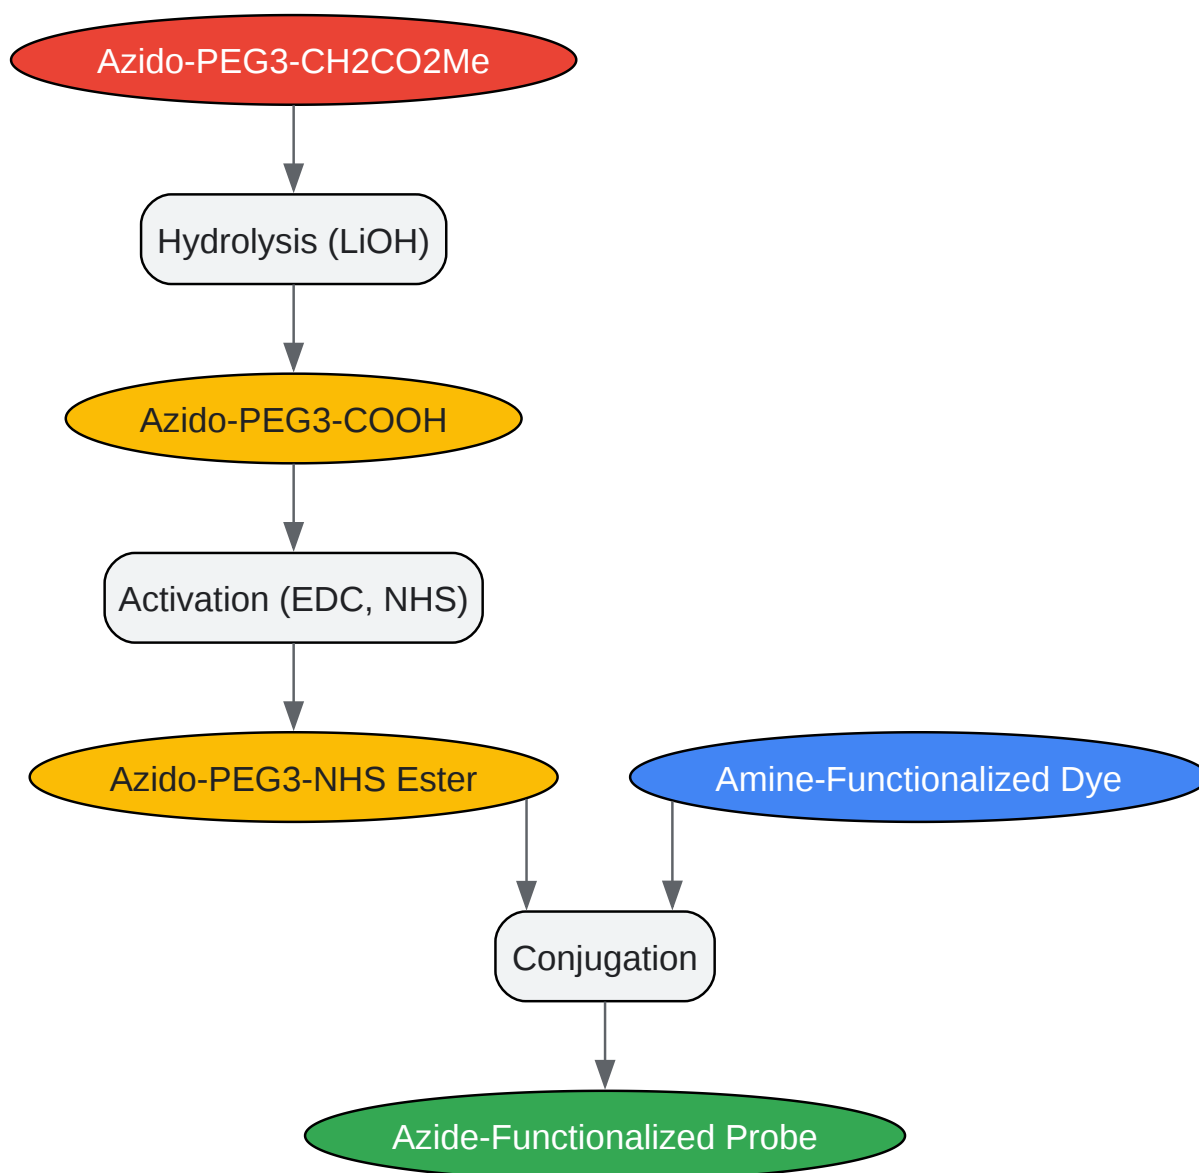 Azido-PEG3-CH2CO2Me
Hydrolysis (LiOH)
Azido-PEG3-COOH
Activation (EDC, NHS)
Azido-PEG3-NHS Ester
Amine-Functionalized Dye
Conjugation
Azide-Functionalized Probe